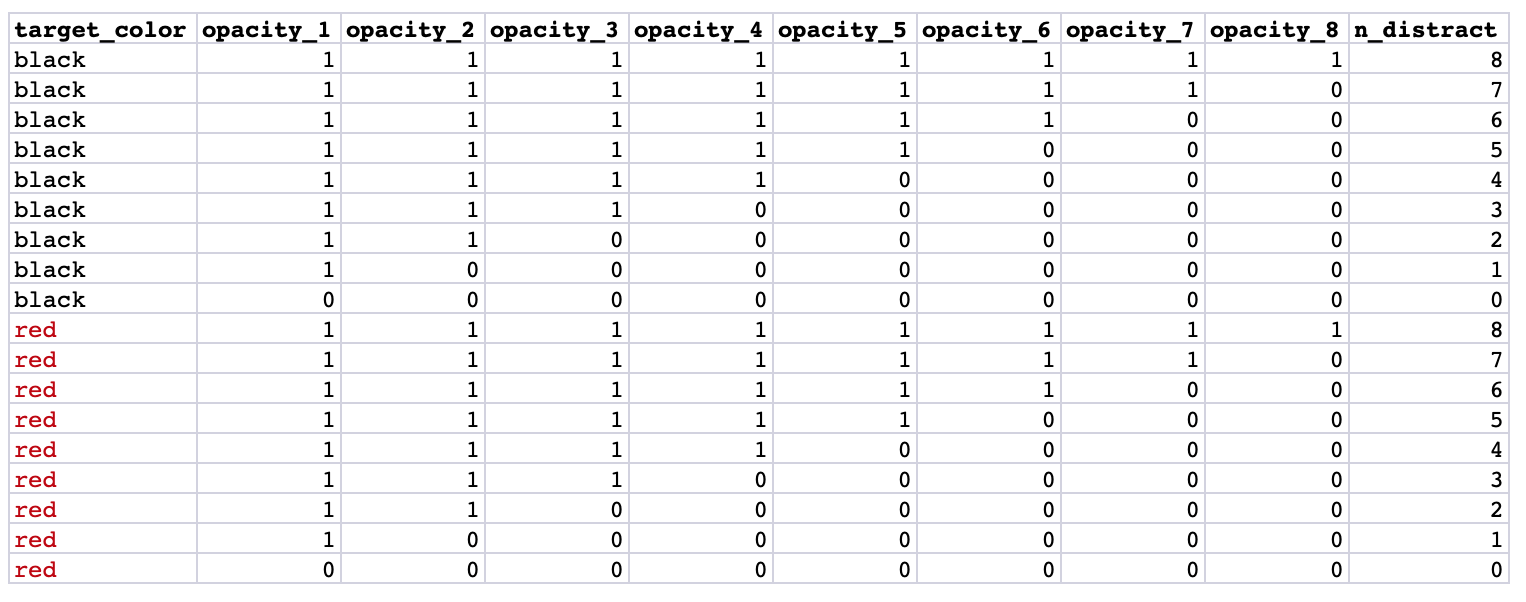 target_color opacity_1 opacity_2 opacity_3 opacity_4 opacity_5 opacity_6 opacity_7 opacity_8 n_distract
black 1 1 1 1 1 1 1 1 8
black 1 1 1 1 1 1 1 0 7
black 1 1 1 1 1 1 0 0 6
black 1 1 1 1 1 0 0 0 5
black 1 1 1 1 0 0 0 0 4
black 1 1 1 0 0 0 0 0 3
black 1 1 0 0 0 0 0 0 2
black 1 0 0 0 0 0 0 0 1
black 0 0 0 0 0 0 0 0 0
red 1 1 1 1 1 1 1 1 8
red 1 1 1 1 1 1 1 0 7
red 1 1 1 1 1 1 0 0 6
red 1 1 1 1 1 0 0 0 5
red 1 1 1 1 0 0 0 0 4
red 1 1 1 0 0 0 0 0 3
red 1 1 0 0 0 0 0 0 2
red 1 0 0 0 0 0 0 0 1
red 0 0 0 0 0 0 0 0 0